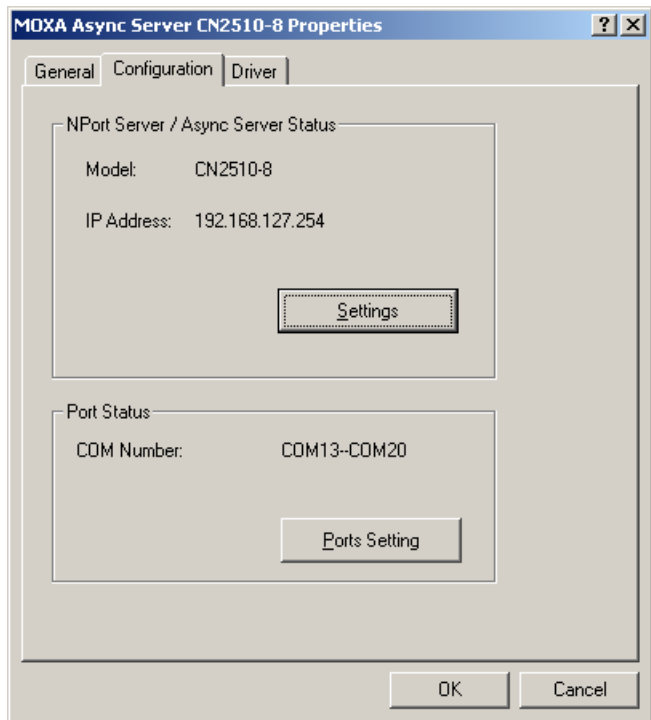 MOXA Async Server CN2510-8 Properties
General Configuration Driver
NPort Server / Async Server Status
Model: CN2510-8
IP Address: 192.168.127.254
Settings
Port Status
COM Number: COM13--COM20
Ports Setting
OK Cancel